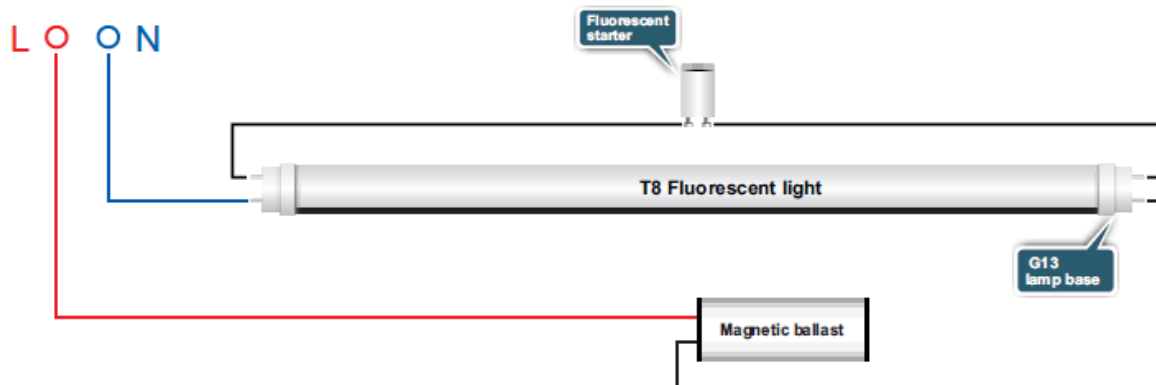 L N
Fluorescent
starter
T8 Fluorescent light
G13
lamp base
Magnetic ballast